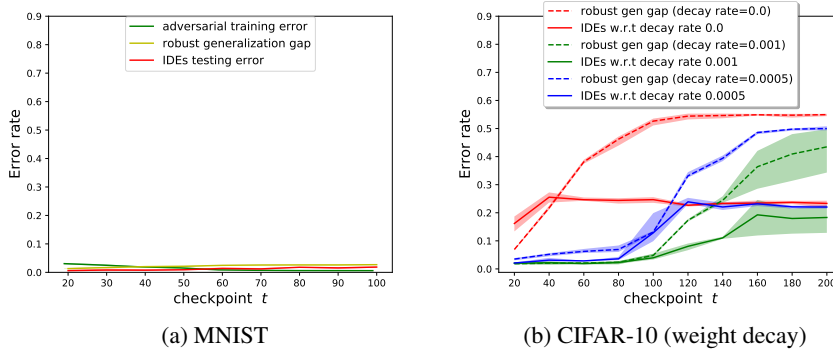 adversarial training error
robust generalization gap
IDEs testing error
Error rate
0.9
0.8
0.7
0.6
0.5
0.4
0.3
0.2
0.1
0.0
20 30 40 50 60 70 80 90 100
checkpoint t
(a) MNIST
robust gen gap (decay rate=0.0)
IDEs w.r.t decay rate 0.0
robust gen gap (decay rate=0.001)
IDEs w.r.t decay rate 0.001
robust gen gap (decay rate=0.0005)
IDEs w.r.t decay rate 0.0005
Error rate
0.9
0.8
0.7
0.6
0.5
0.4
0.3
0.2
0.1
0.0
20 40 60 80 100 120 140 160 180 200
checkpoint t
(b) CIFAR-10 (weight decay)